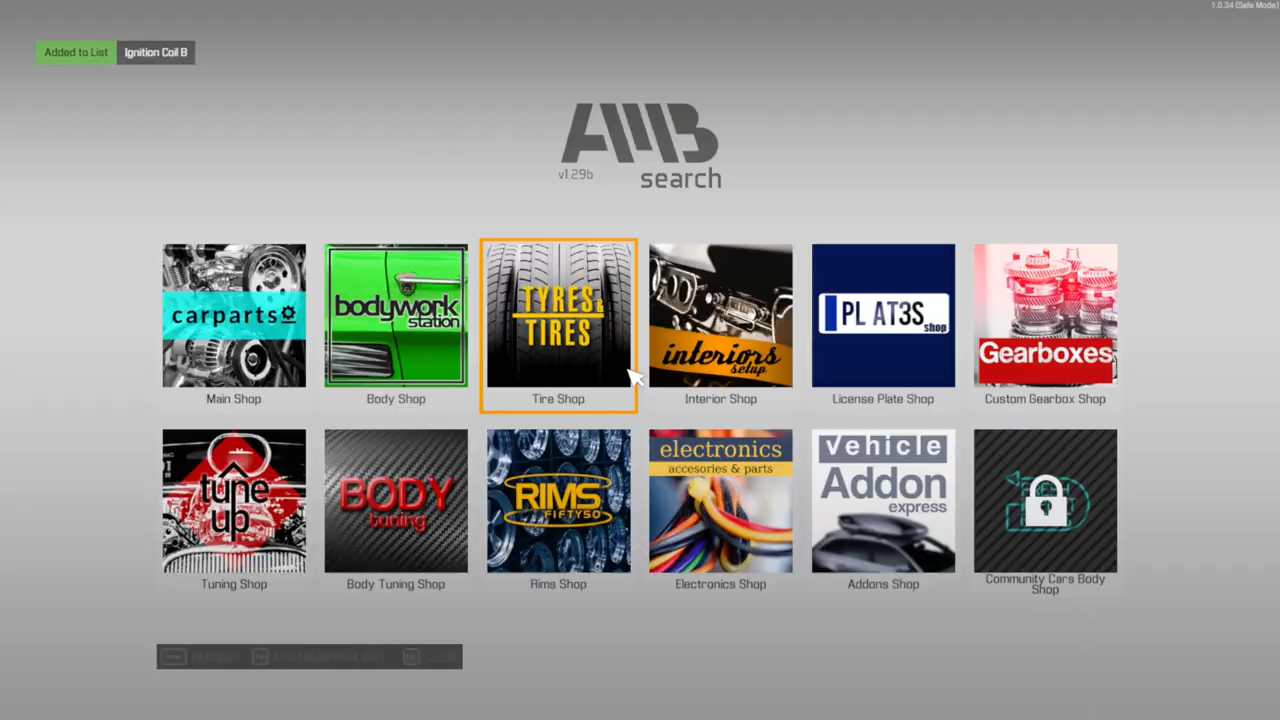 1.0.34 (Safe Mode)
Added to List Ignition Coil B
AMB
v1.29b search
carparts
Main Shop
bodywork
station
Body Shop
TYRES&
TIRES
Tire Shop
interiors
setup
Interior Shop
PL AT3S
shop
License Plate Shop
Gearboxes
Custom Gearbox Shop
tune
up
Tuning Shop
BODY
tuning
Body Tuning Shop
RIMS
FIFTY50
Rims Shop
electronics
accesories & parts
Electronics Shop
vehicle
Addon
express
Addons Shop
Community Cars Body
Shop